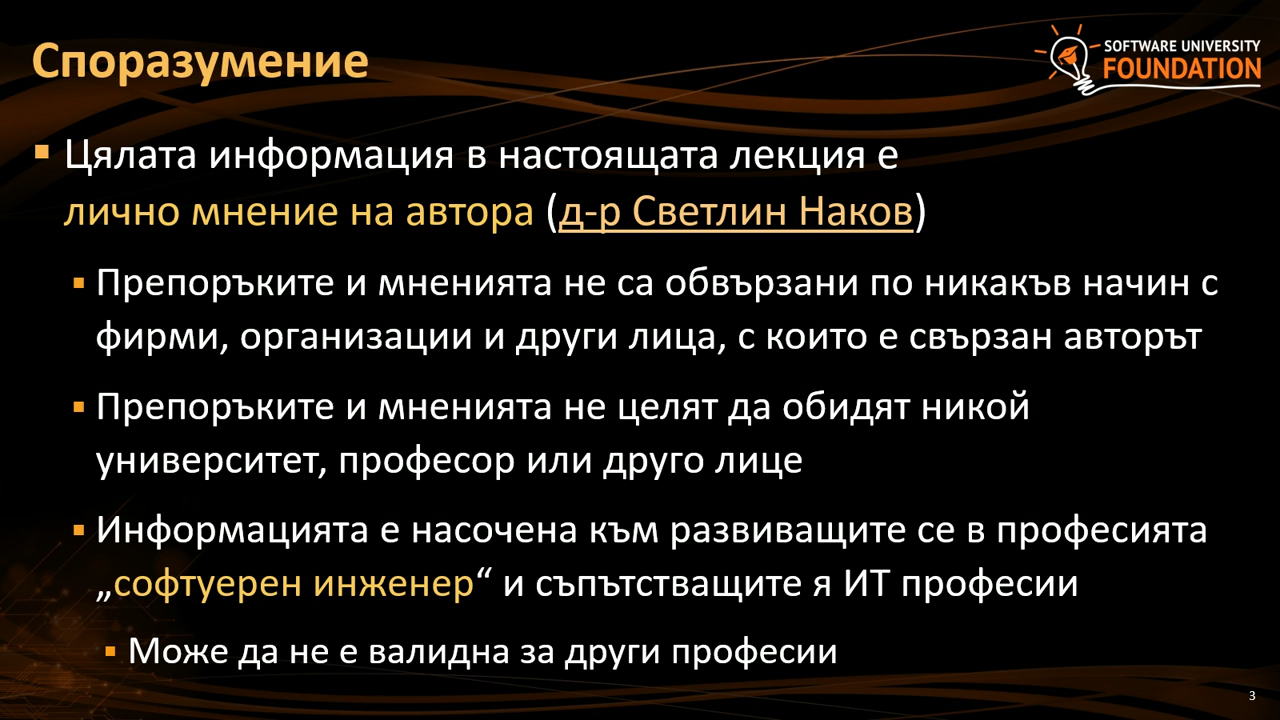 Споразумение
SOFTWARE UNIVERSITY
FOUNDATION
Цялата информация в настоящата лекция е
лично мнение на автора (д-р Светлин Наков)
Препоръките и мненията не са обвързани по никакъв начин с
фирми, организации и други лица, с които е свързан авторът
Препоръките и мненията не целят да обидят никой
университет, професор или друго лице
Информацията е насочена към развиващите се в професията
„софтуерен инженер“ и съпътстващите я ИТ професии
Може да не е валидна за други професии
3